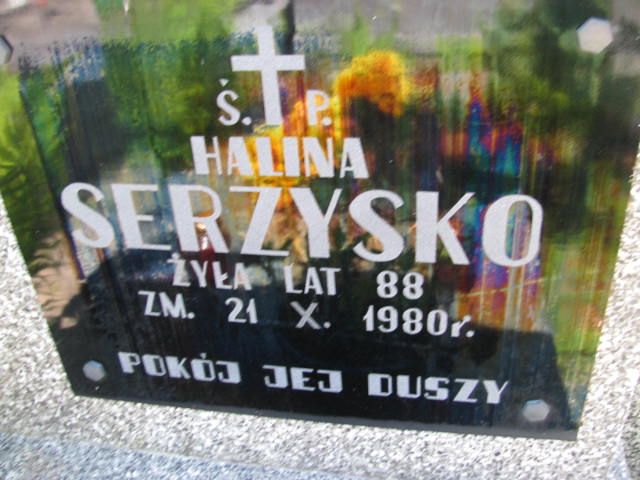 Ś. P.
HALINA
SERZYSKO
ŻYŁA LAT 88
ZM. 21 X. 1980r.
POKÓJ JEJ DUSZY